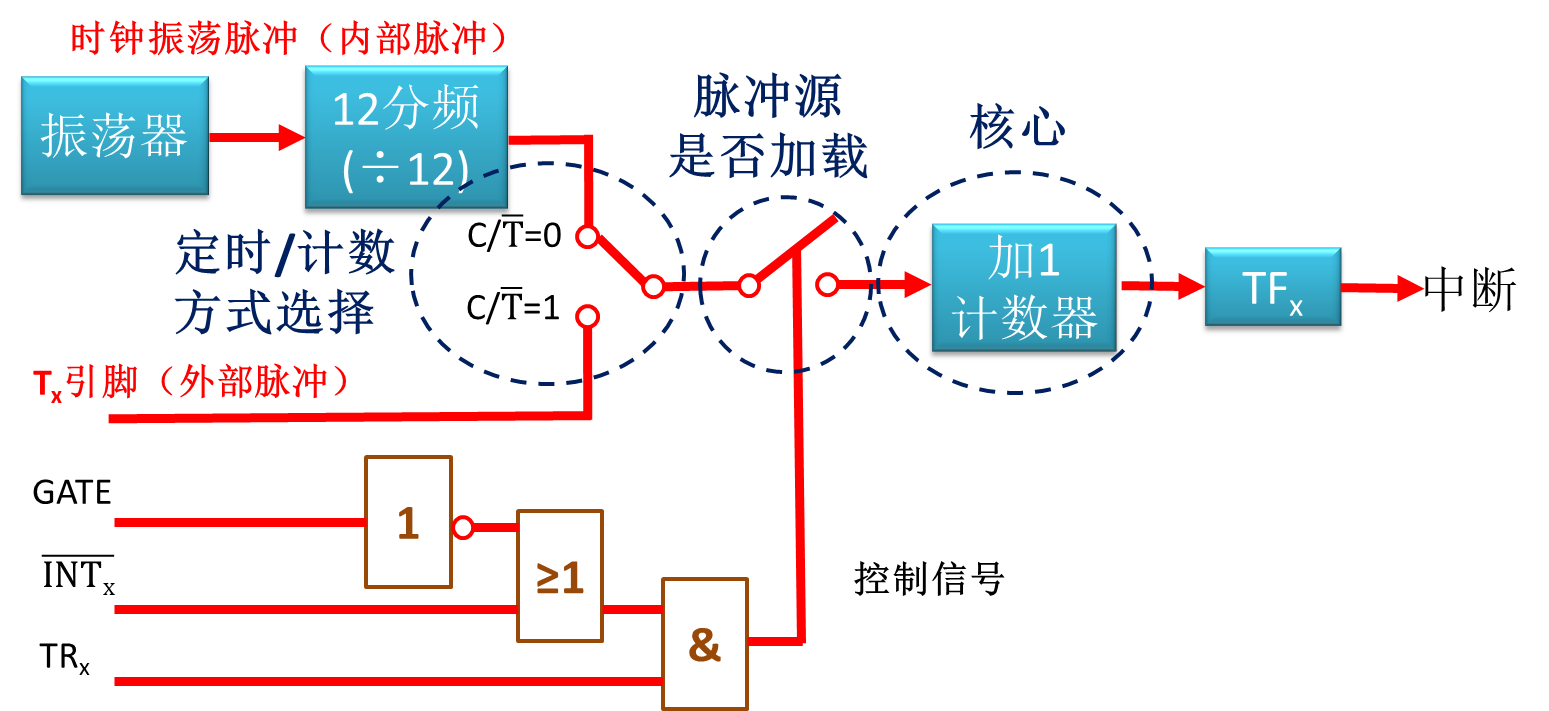 时钟振荡脉冲（内部脉冲）
振荡器
12分频
(÷12)
脉冲源
是否加载
核心
定时/计数
方式选择
C/T̅=0
C/T̅=1
加1
计数器
TFₓ
中断
Tₓ引脚（外部脉冲）
GATE
1
I̅N̅T̅ₓ̅
≥1
控制信号
TRₓ
&